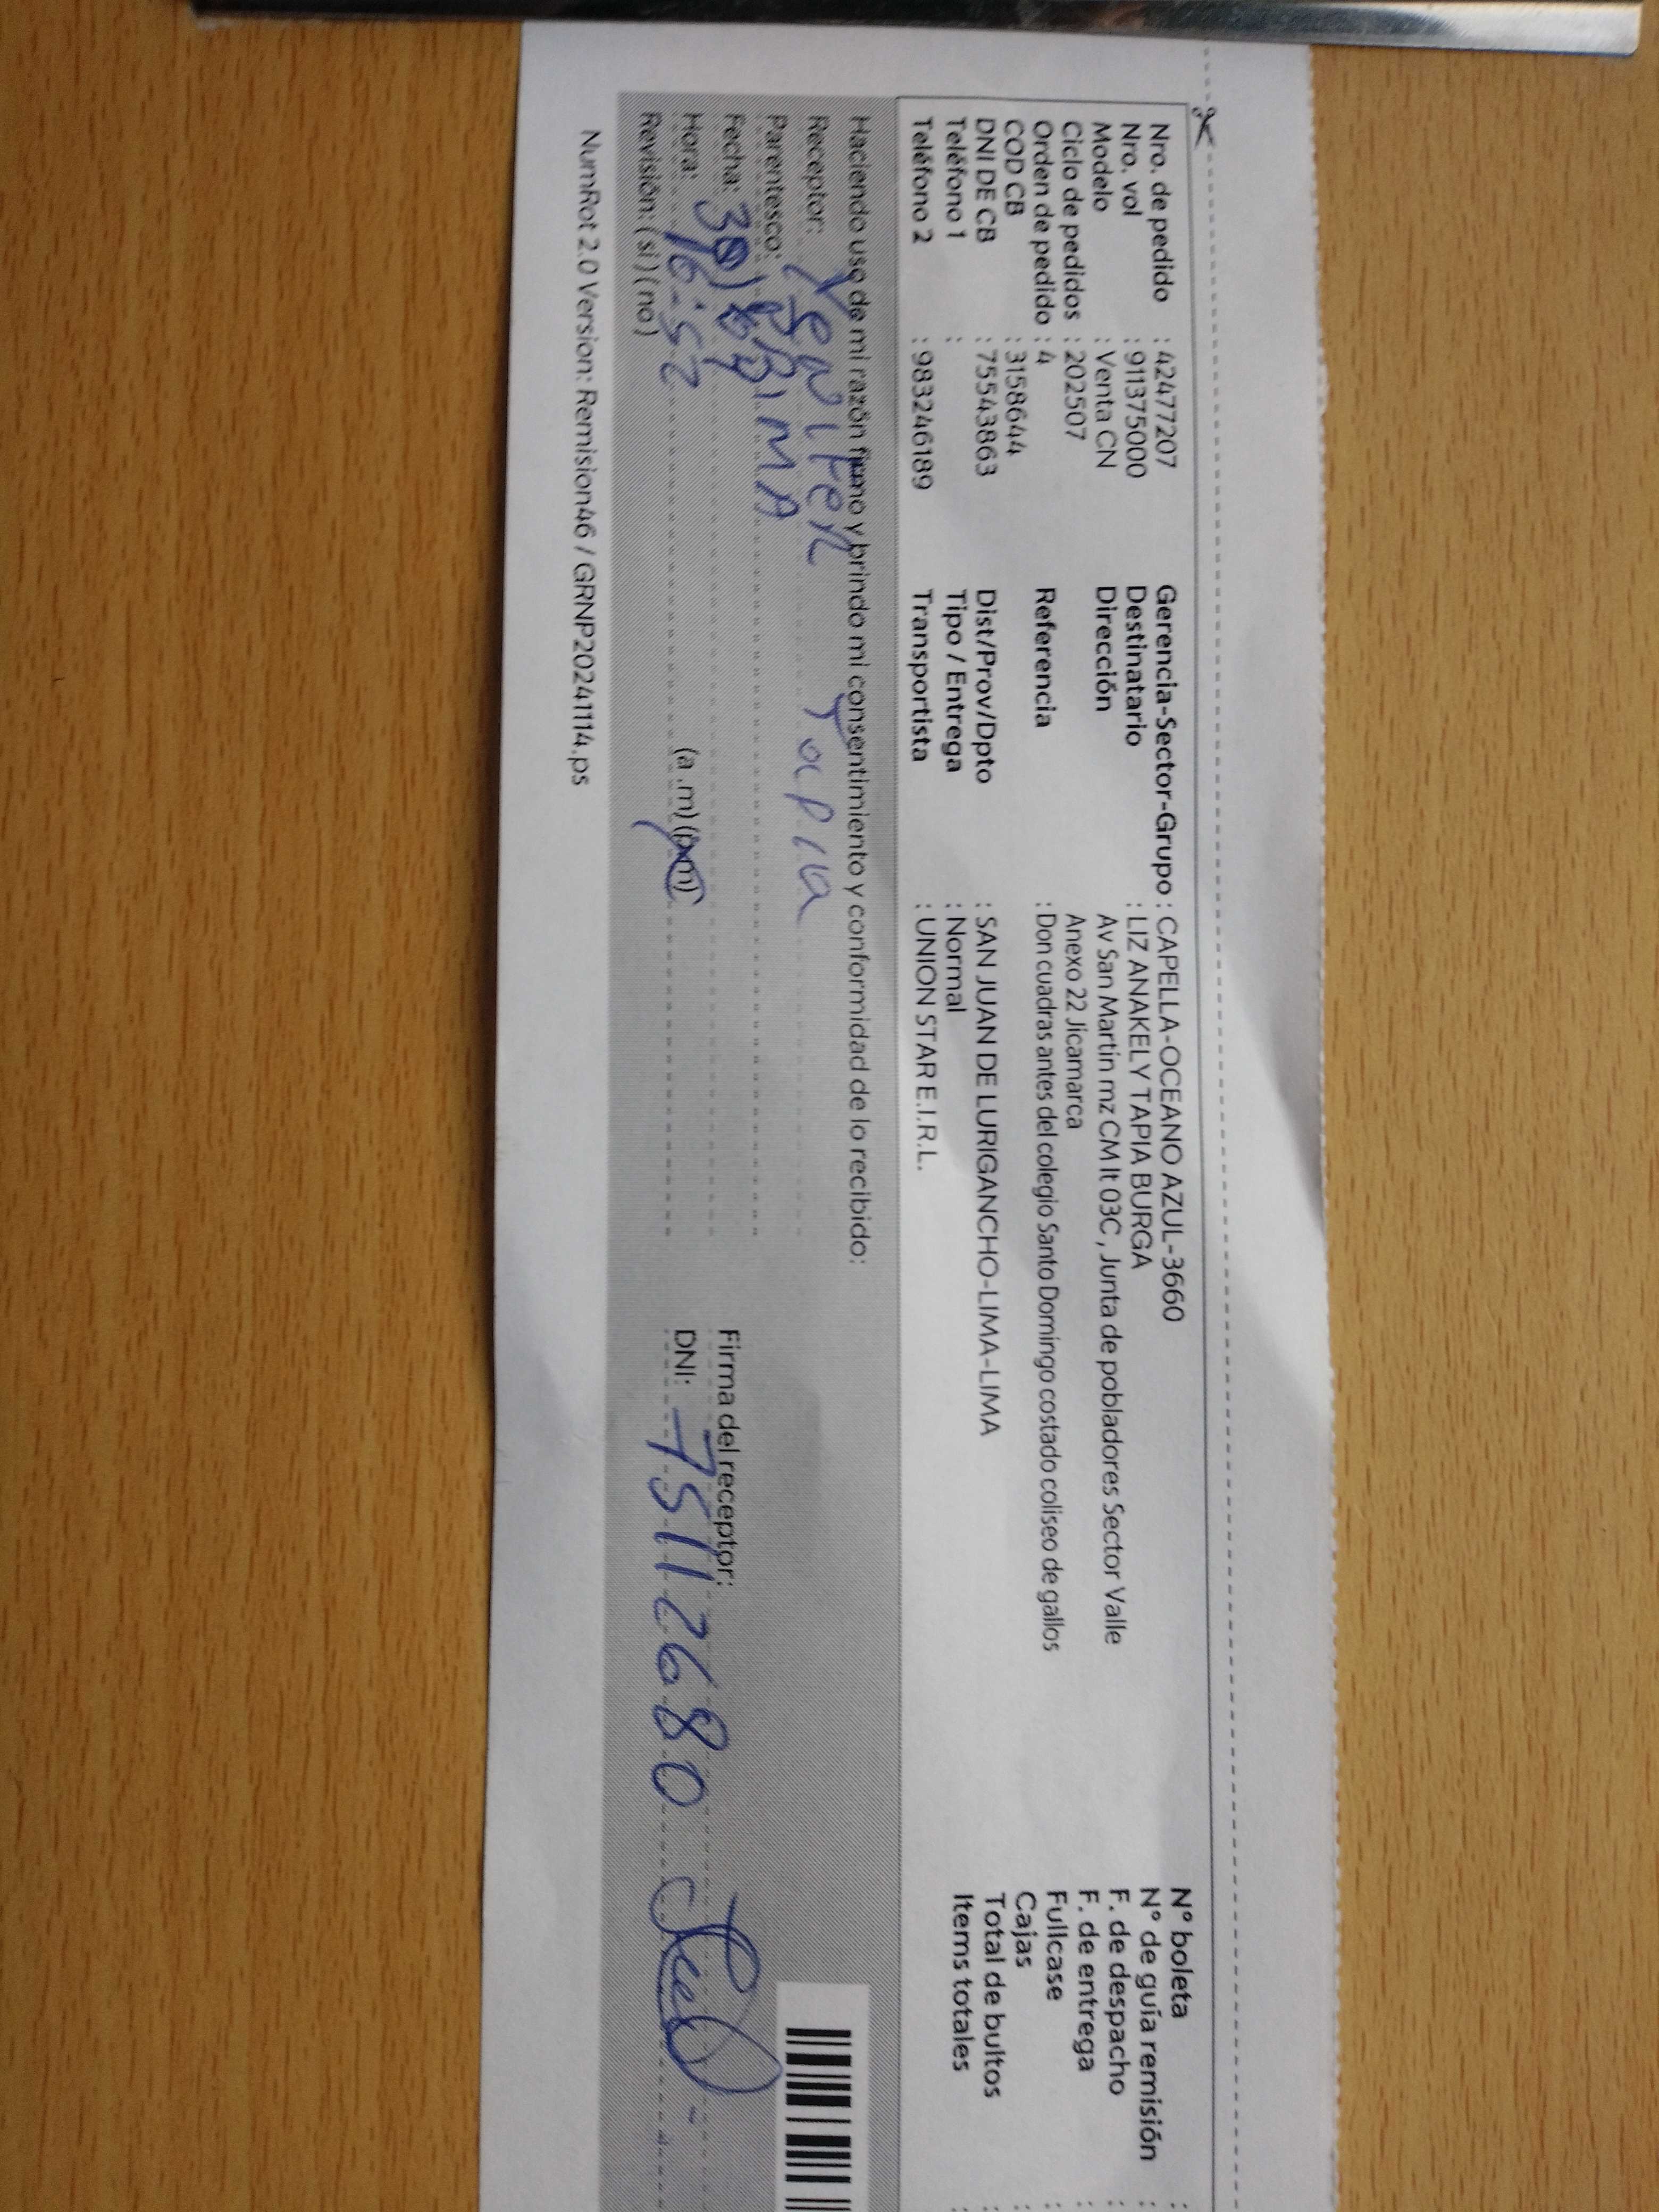 Nro. de pedido : 42477207
Nro. vol : 911375000
Modelo : Venta CN
Ciclo de pedidos : 202507
Orden de pedido : 4
COD CB : 3158644
DNI DE CB : 75543863
Teléfono 1 :
Teléfono 2 : 983246189
Gerencia-Sector-Grupo : CAPELLA-OCEANO AZUL-3660
Destinatario : LIZ ANAKELY TAPIA BURGA
Dirección Av San Martin mz CM lt 03C , Junta de pobladores Sector Valle
Anexo 22 Jicamarca
Referencia : Don cuadras antes del colegio Santo Domingo costado coliseo de gallos
Dist/Prov/Dpto : SAN JUAN DE LURIGANCHO-LIMA-LIMA
Tipo / Entrega : Normal
Transportista : UNION STAR E.I.R.L.
N° boleta :
N° de guía remisión :
F. de despacho :
F. de entrega :
Fullcase :
Cajas :
Total de bultos :
Items totales :
Haciendo uso de mi razón firmo y brindo mi consentimiento y conformidad de lo recibido:
Receptor: Yenifer Tapia
Parentesco: PRIMA
Fecha:
Hora: 16:52 (a .m) (p.m)
Revisión: ( si ) ( no )
Firma del receptor:
DNI: 75112680
NumRot 2.0 Version: Remision46 / GRNP20241114.ps